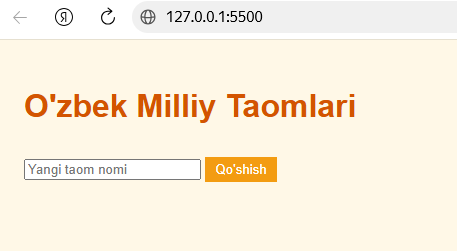 127.0.0.1:5500
O'zbek Milliy Taomlari
Yangi taom nomi Qo'shish